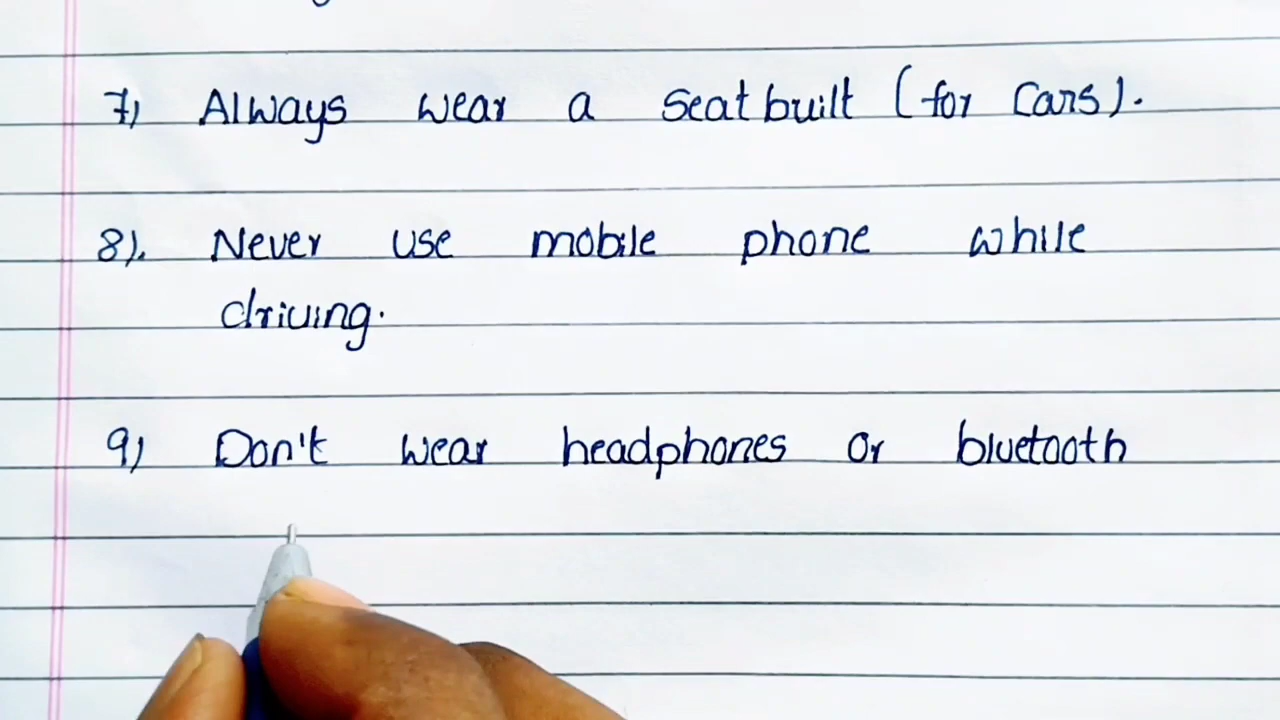 7) Always wear a seatbuilt (for cars).
8). Never use mobile phone while
driving.
9) Don't wear headphones or bluetooth